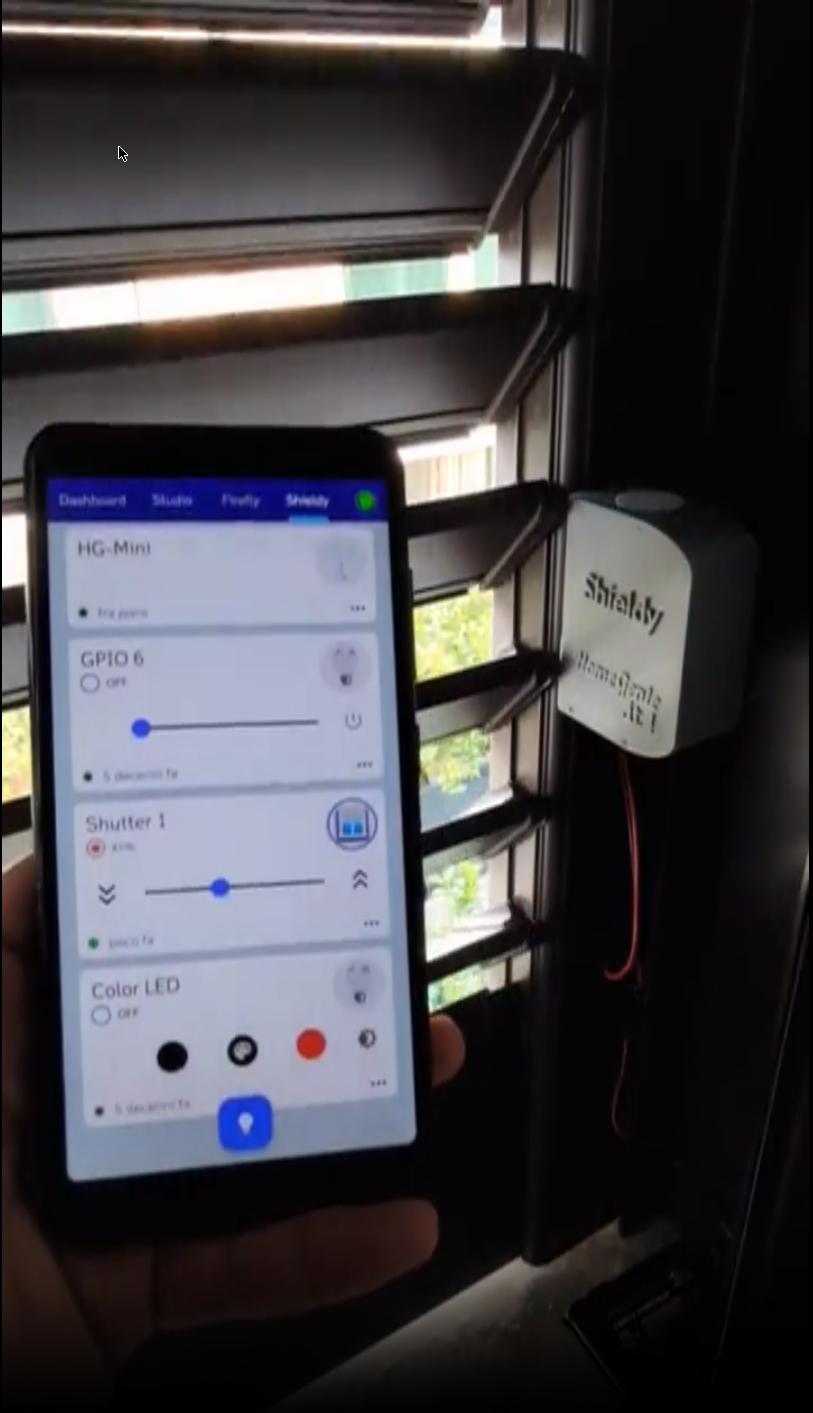 Dashboard Studio Firefly Shieldy
HG-Mini
GPIO 6
OFF
5 decenni fa
Shutter 1
poco fa
Color LED
OFF
5 decenni fa
Shieldy
HomeGenie
.it